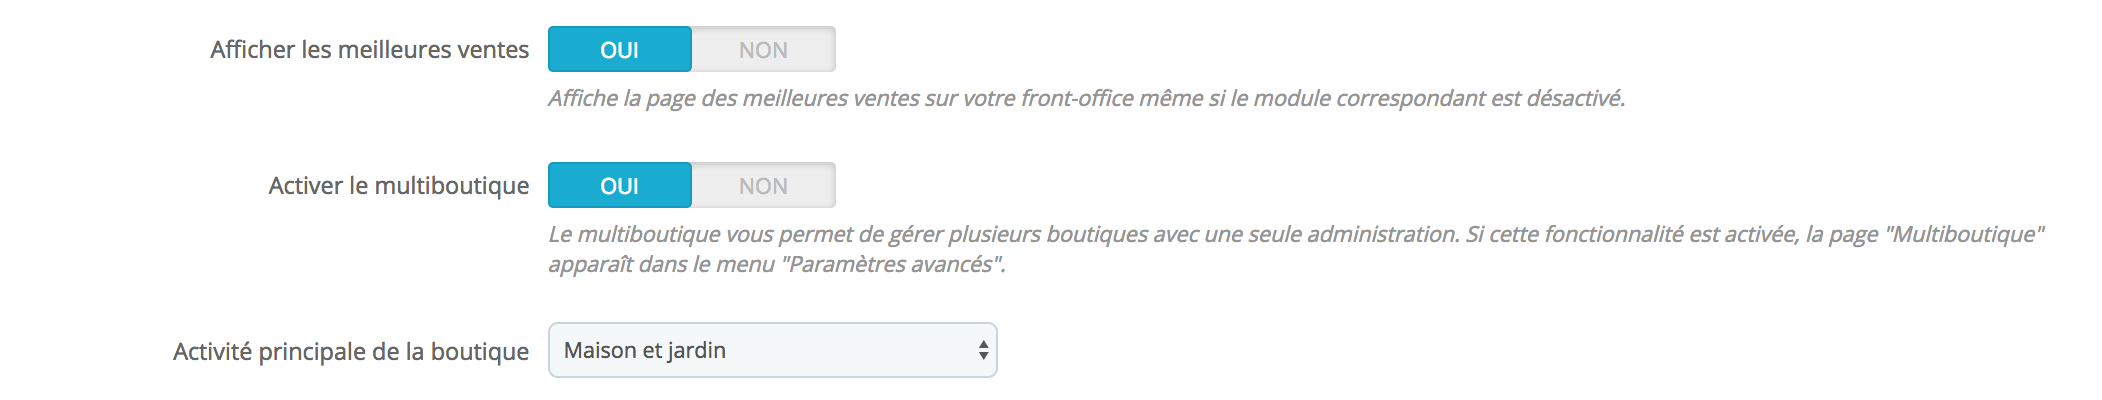 Afficher les meilleures ventes OUI NON
Affiche la page des meilleures ventes sur votre front-office même si le module correspondant est désactivé.
Activer le multiboutique OUI NON
Le multiboutique vous permet de gérer plusieurs boutiques avec une seule administration. Si cette fonctionnalité est activée, la page "Multiboutique"
apparaît dans le menu "Paramètres avancés".
Activité principale de la boutique Maison et jardin